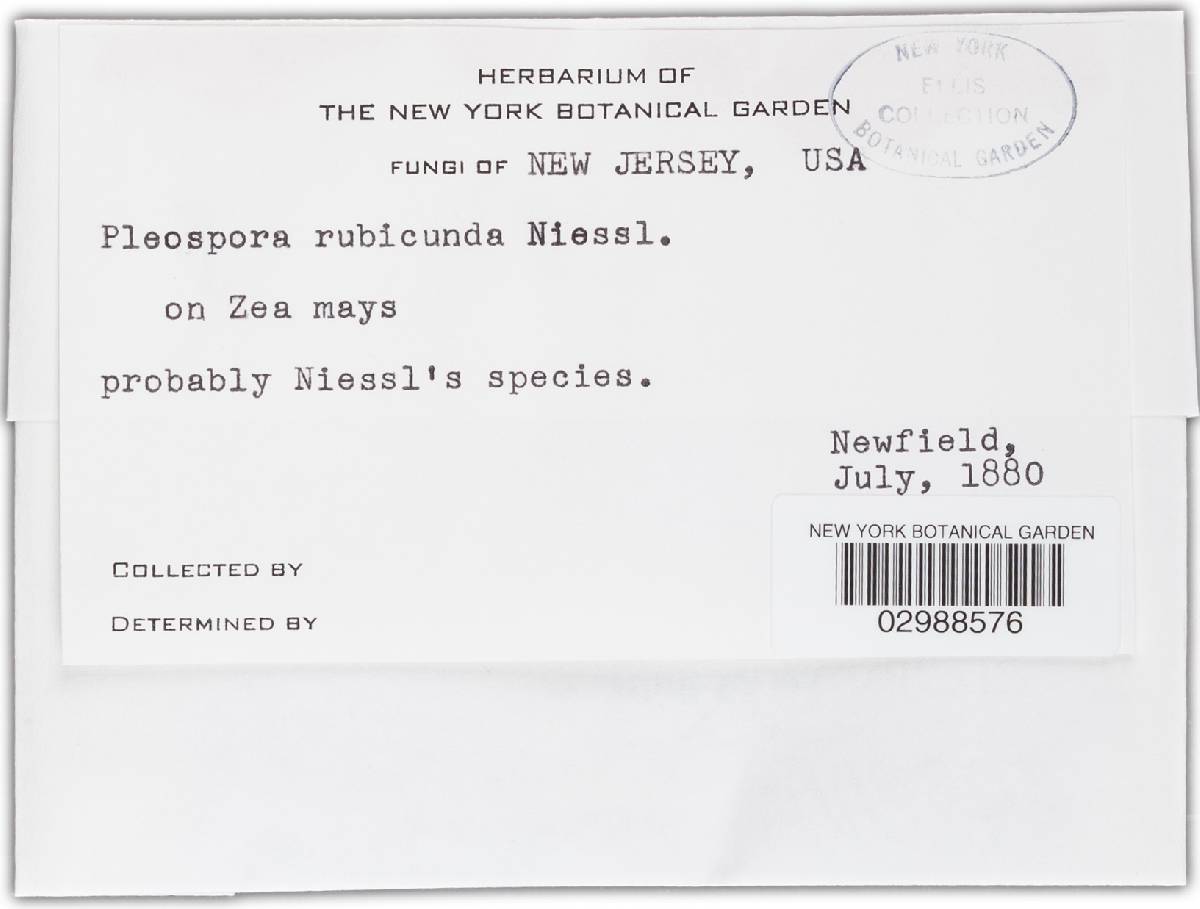 HERBARIUM OF
THE NEW YORK BOTANICAL GARDEN
FUNGI OF NEW JERSEY, USA
NEW YORK
ELLIS
COLLECTION
BOTANICAL GARDEN
Pleospora rubicunda Niessl.
on Zea mays
probably Niessl's species.
Newfield,
July, 1880
NEW YORK BOTANICAL GARDEN
02988576
COLLECTED BY
DETERMINED BY